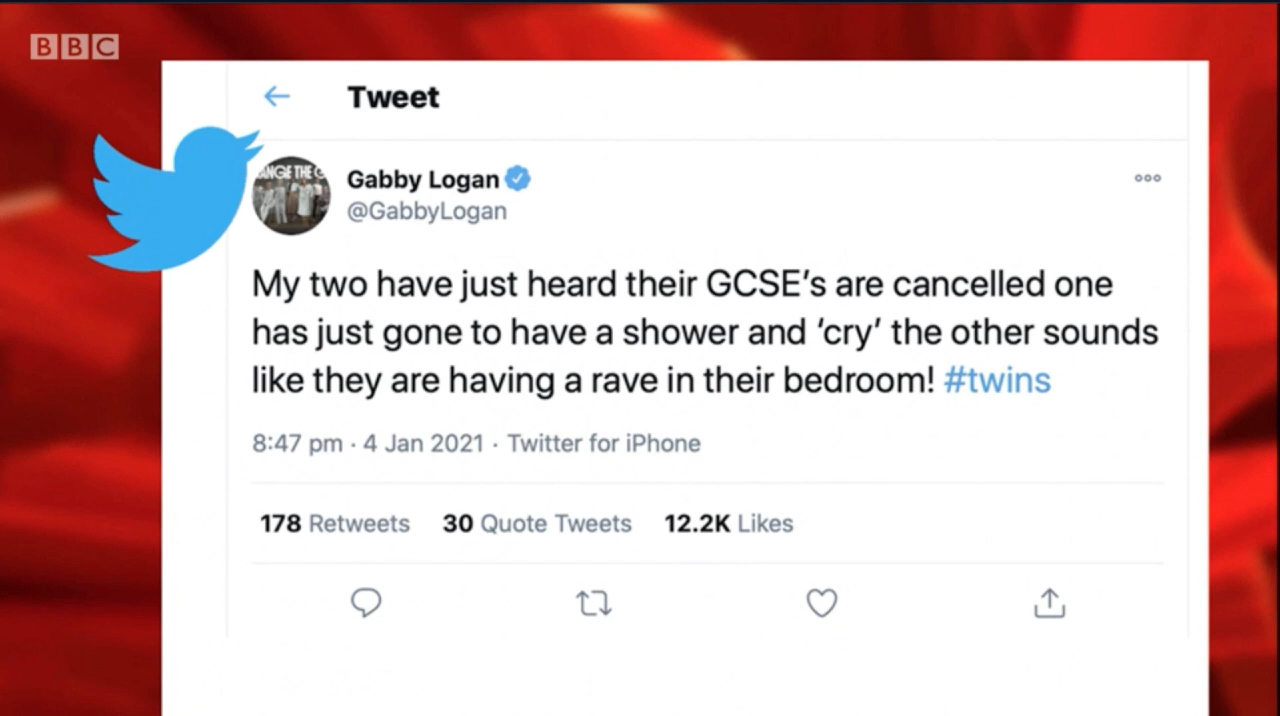 BBC
Tweet
ANGE THE G
Gabby Logan
@GabbyLogan
My two have just heard their GCSE’s are cancelled one
has just gone to have a shower and ‘cry’ the other sounds
like they are having a rave in their bedroom! #twins
8:47 pm · 4 Jan 2021 · Twitter for iPhone
178 Retweets 30 Quote Tweets 12.2K Likes